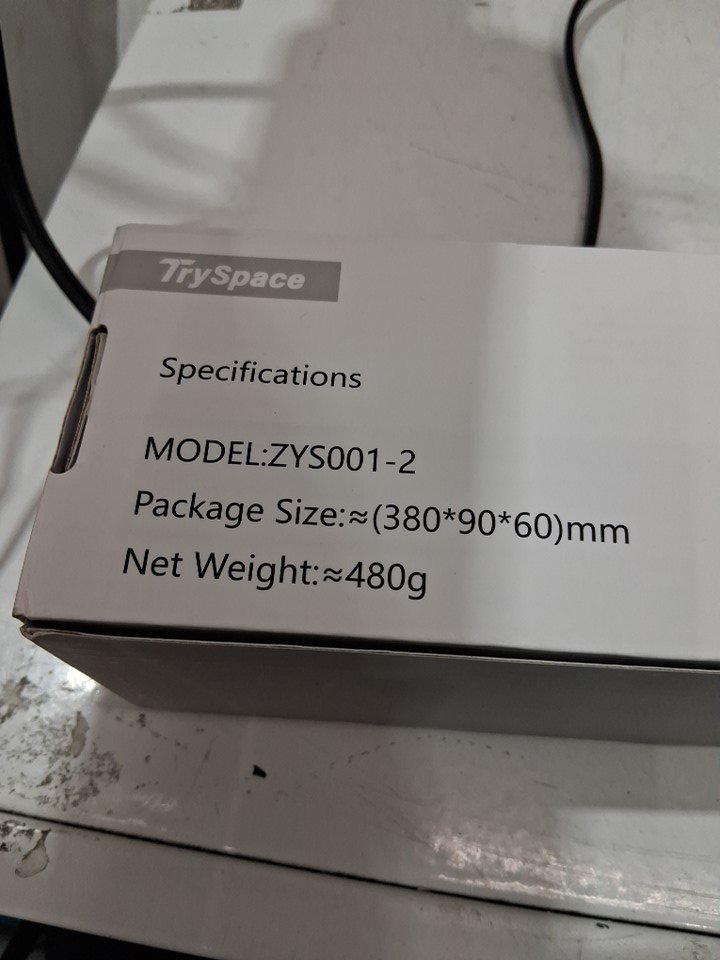 TrySpace
Specifications
MODEL:ZYS001-2
Package Size:≈(380*90*60)mm
Net Weight:≈480g